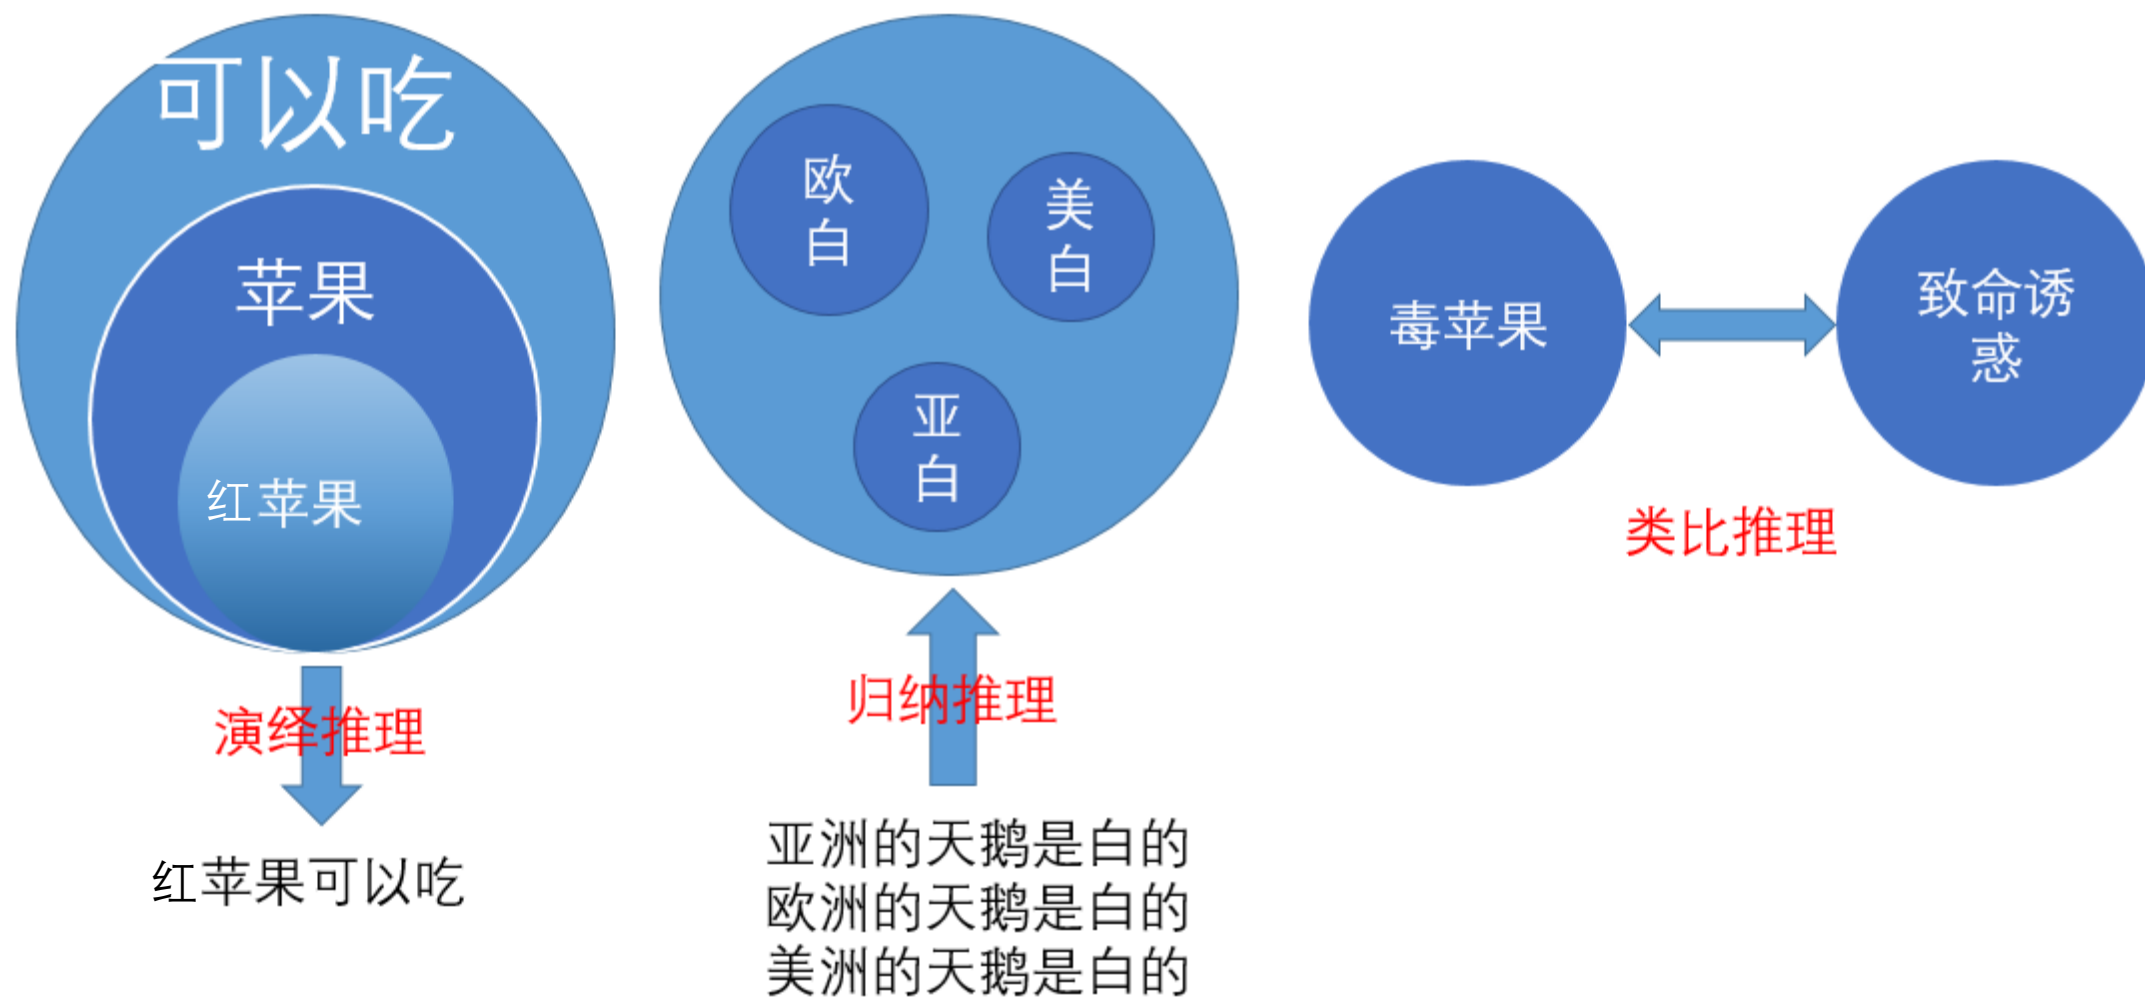 可以吃
苹果
红苹果
演绎推理
红苹果可以吃
欧
白
美
白
亚
白
归纳推理
亚洲的天鹅是白的
欧洲的天鹅是白的
美洲的天鹅是白的
毒苹果
致命诱
惑
类比推理